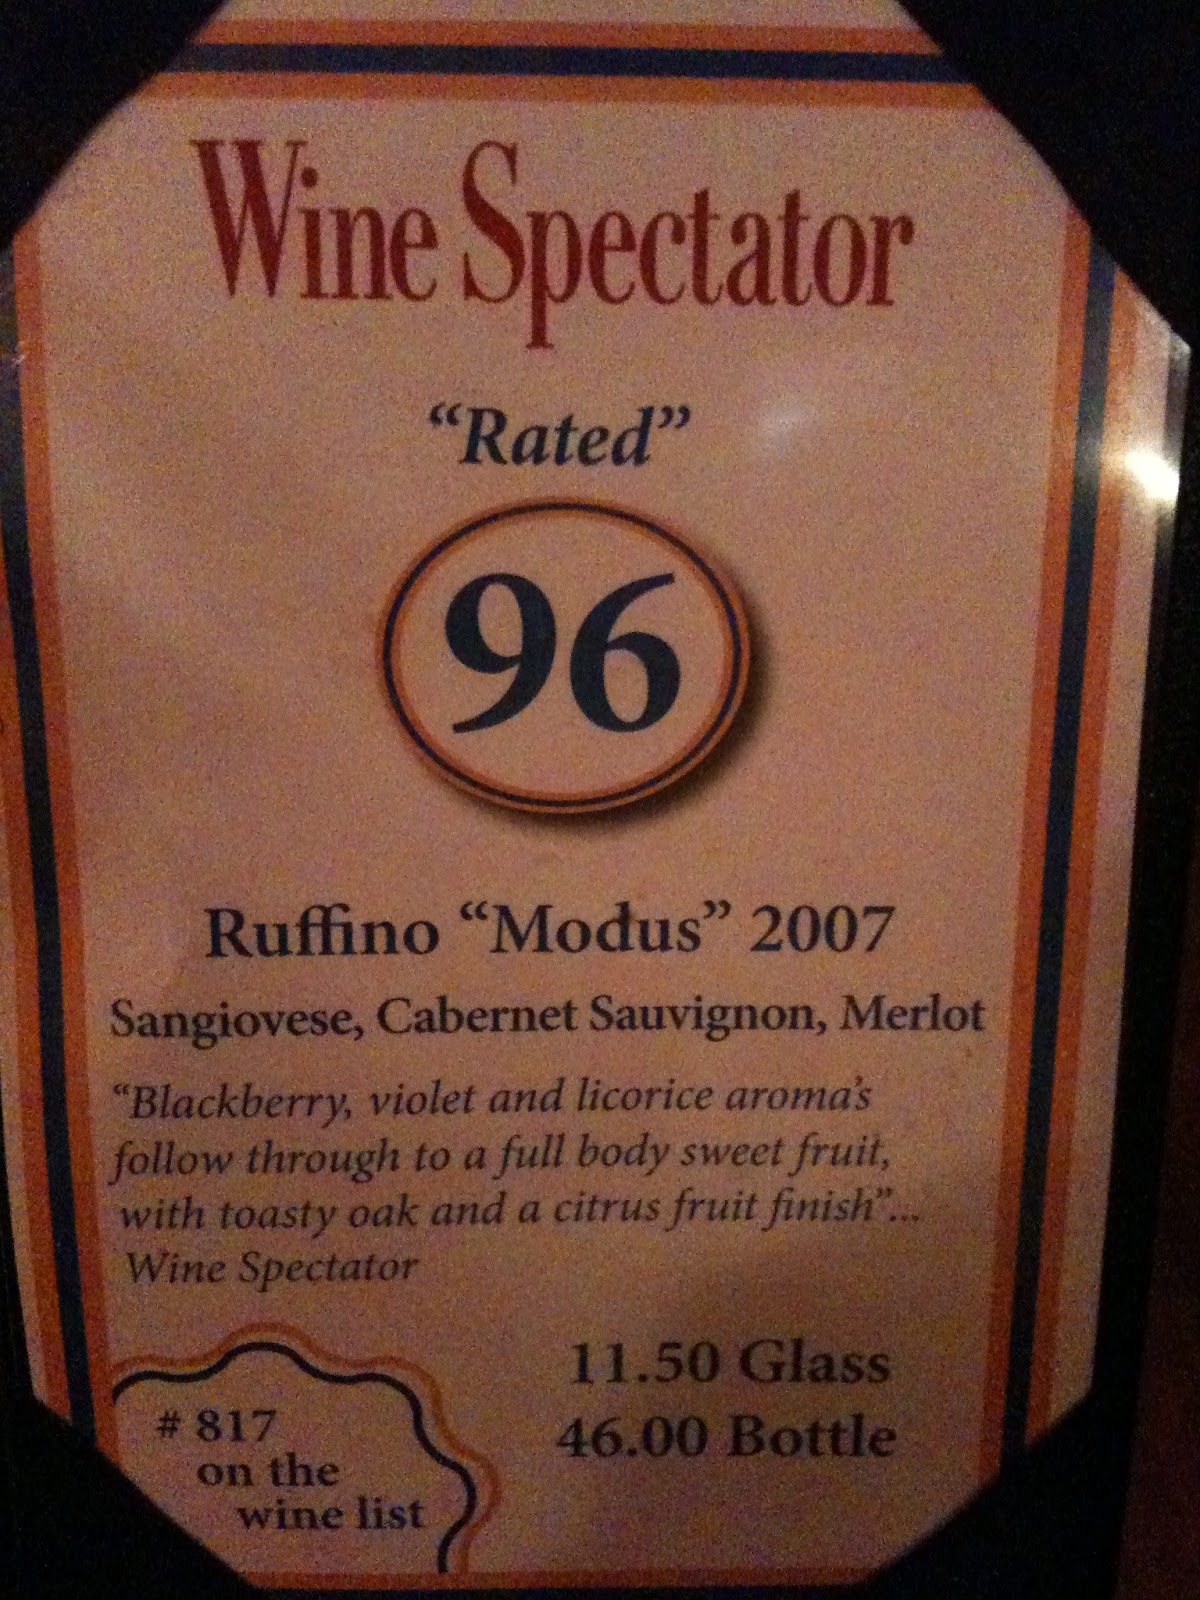 Wine Spectator
“Rated”
96
Ruffino “Modus” 2007
Sangiovese, Cabernet Sauvignon, Merlot
“Blackberry, violet and licorice aroma's
follow through to a full body sweet fruit,
with toasty oak and a citrus fruit finish”...
Wine Spectator
11.50 Glass
46.00 Bottle
# 817
on the
wine list